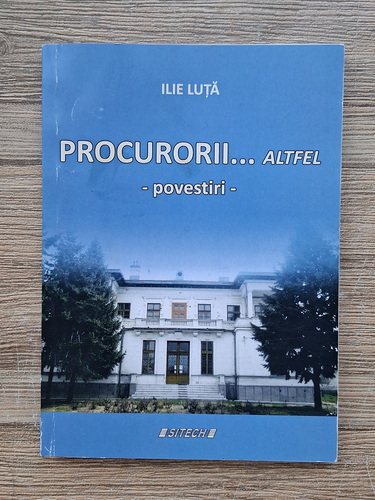 ILIE LUȚĂ
PROCURORII... ALTFEL
- povestiri -
SITECH